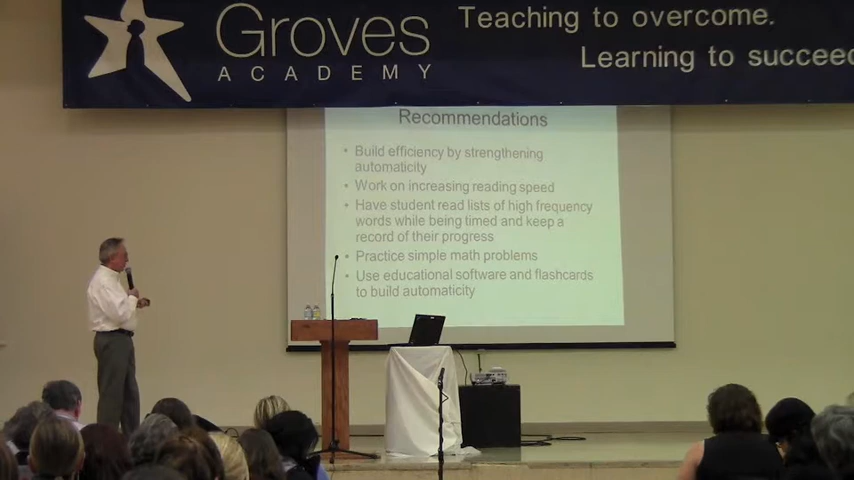 Groves
ACADEMY
Teaching to overcome.
Learning to succeed
Recommendations
• Build efficiency by strengthening
automaticity
• Work on increasing reading speed
• Have student read lists of high frequency
words while being timed and keep a
record of their progress
• Practice simple math problems
• Use educational software and flashcards
to build automaticity